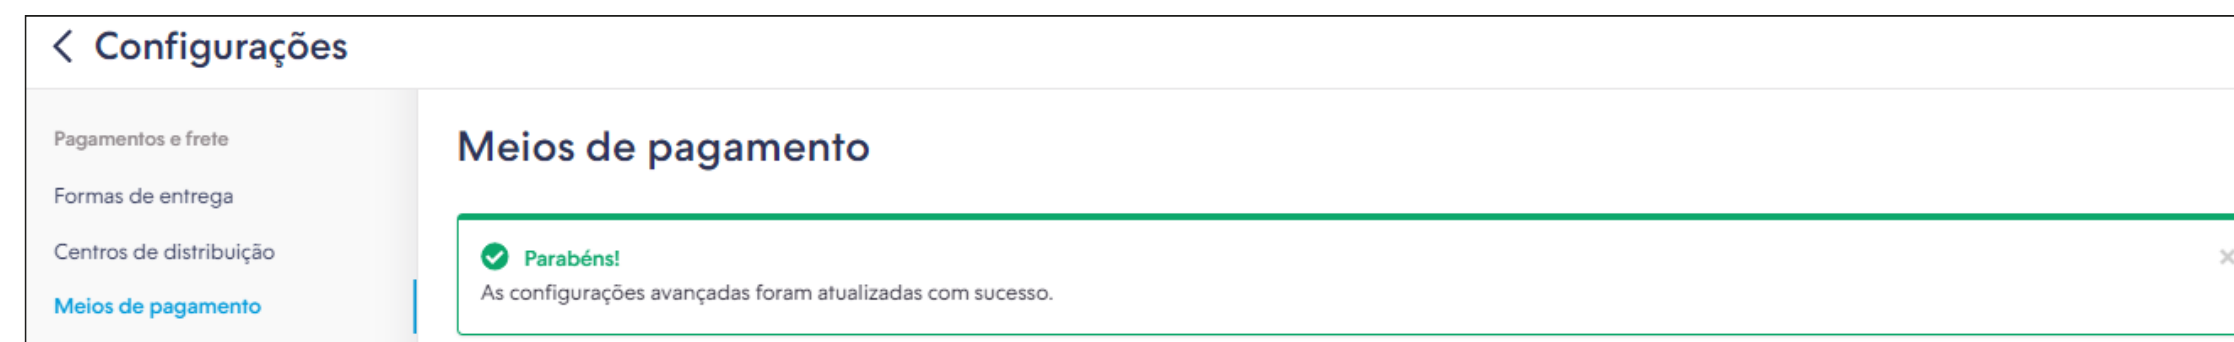 Configurações
Pagamentos e frete
Formas de entrega
Centros de distribuição
Meios de pagamento
Meios de pagamento
Parabéns!
As configurações avançadas foram atualizadas com sucesso.